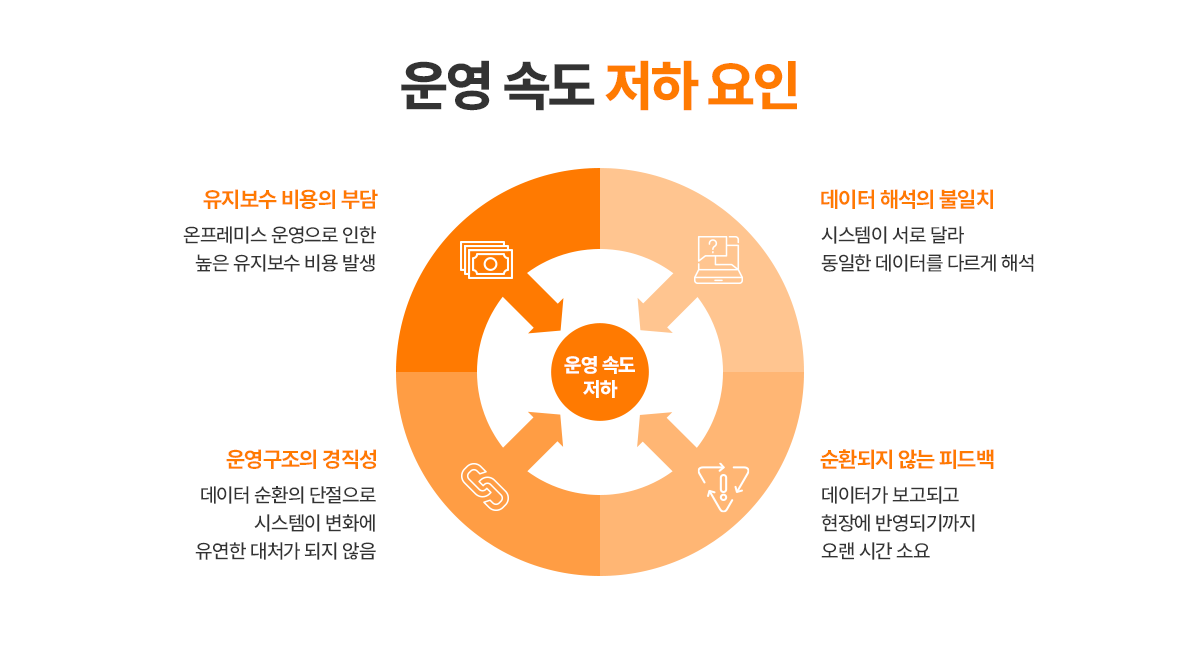 운영 속도 저하 요인
유지보수 비용의 부담
온프레미스 운영으로 인한
높은 유지보수 비용 발생
데이터 해석의 불일치
시스템이 서로 달라
동일한 데이터를 다르게 해석
?
운영 속도
저하
운영구조의 경직성
데이터 순환의 단절으로
시스템이 변화에
유연한 대처가 되지 않음
순환되지 않는 피드백
데이터가 보고되고
현장에 반영되기까지
오랜 시간 소요